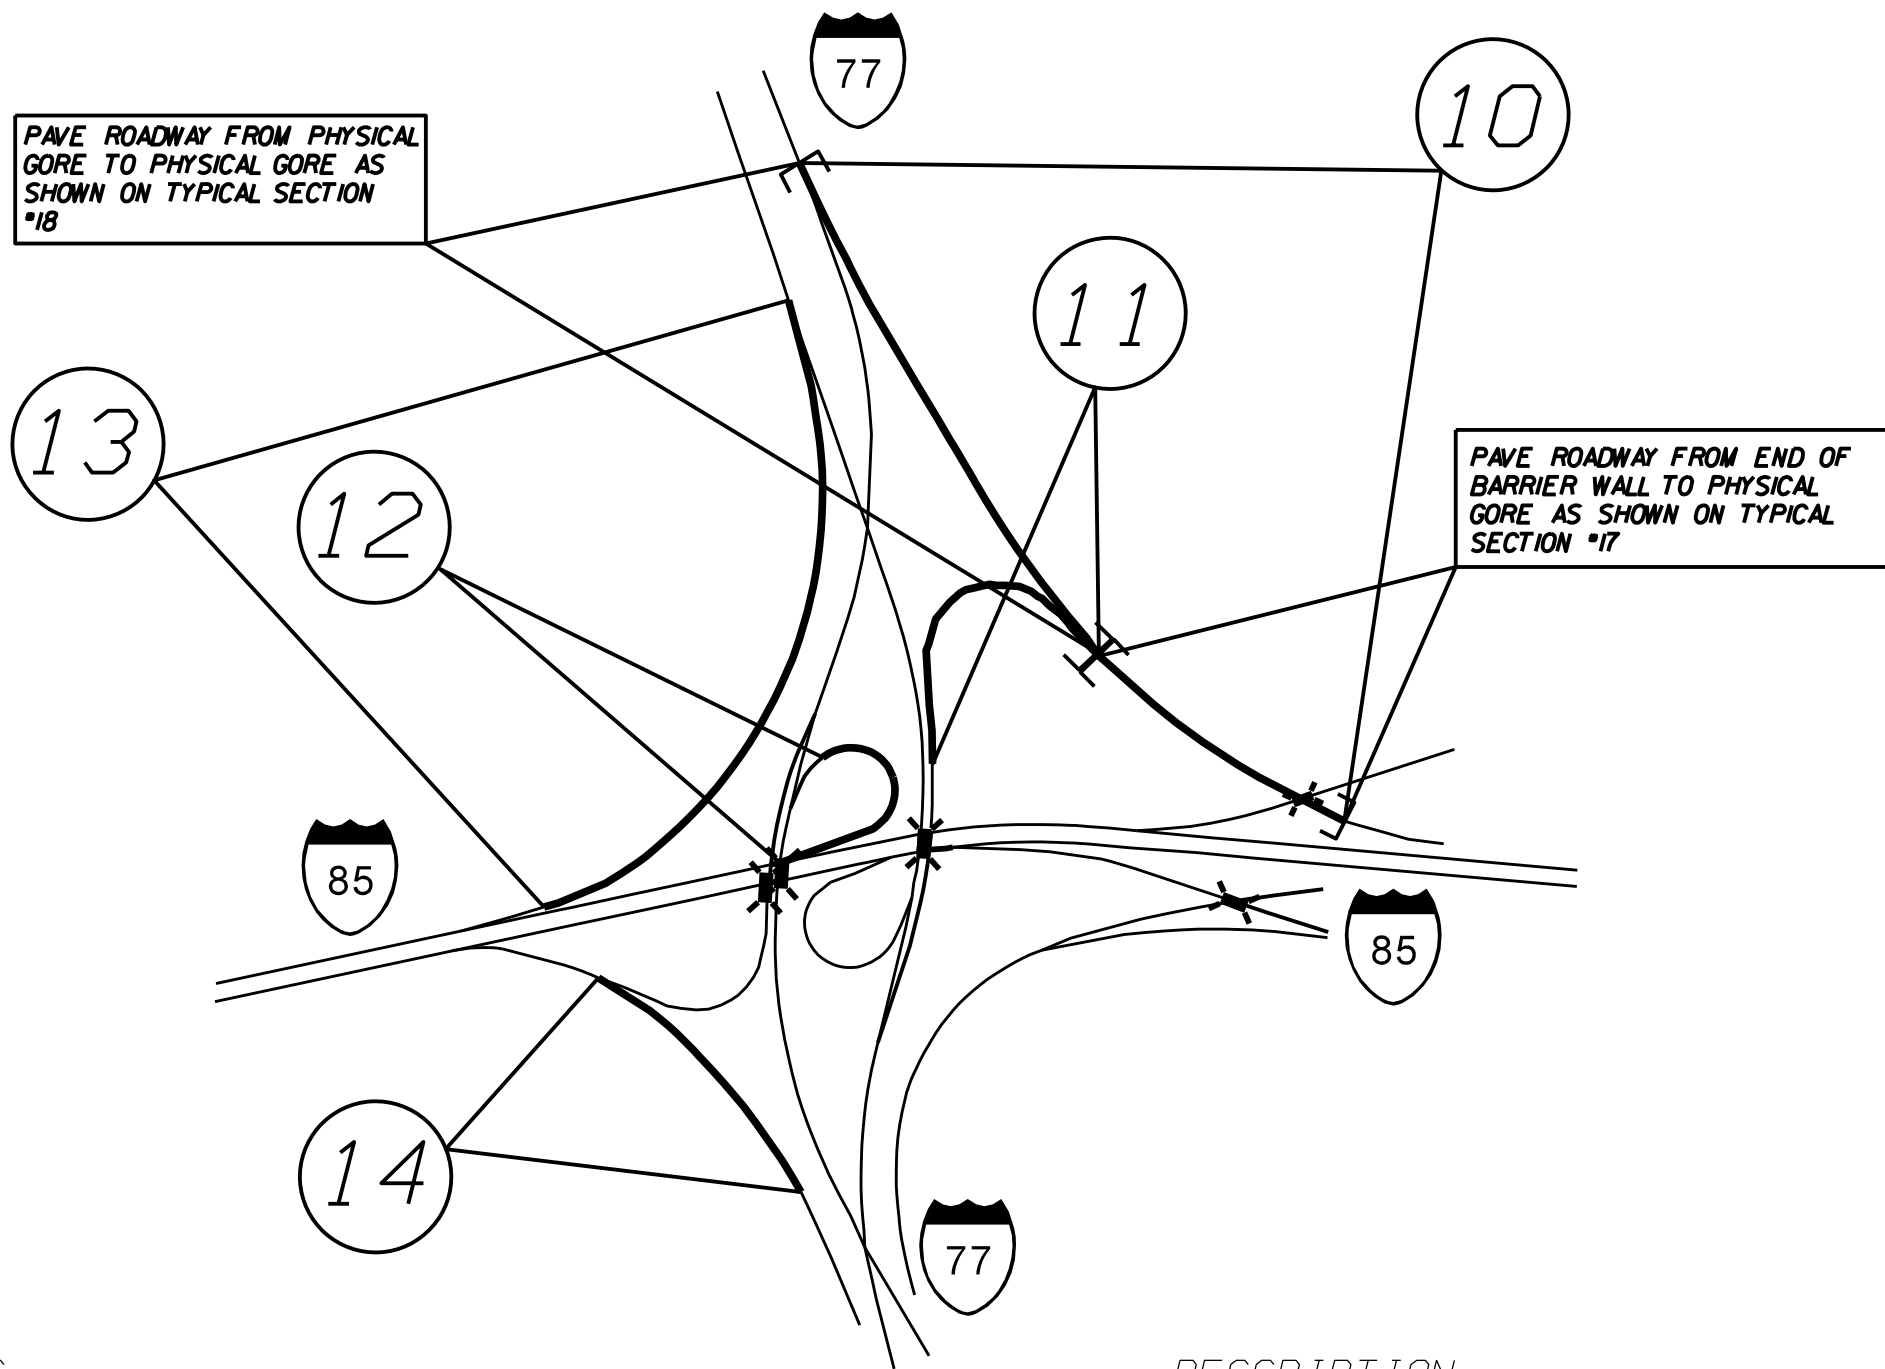 77
10
PAVE ROADWAY FROM PHYSICAL
GORE TO PHYSICAL GORE AS
SHOWN ON TYPICAL SECTION
#18
11
13
12
PAVE ROADWAY FROM END OF
BARRIER WALL TO PHYSICAL
GORE AS SHOWN ON TYPICAL
SECTION #17
85
85
14
77
DESCRIPTION